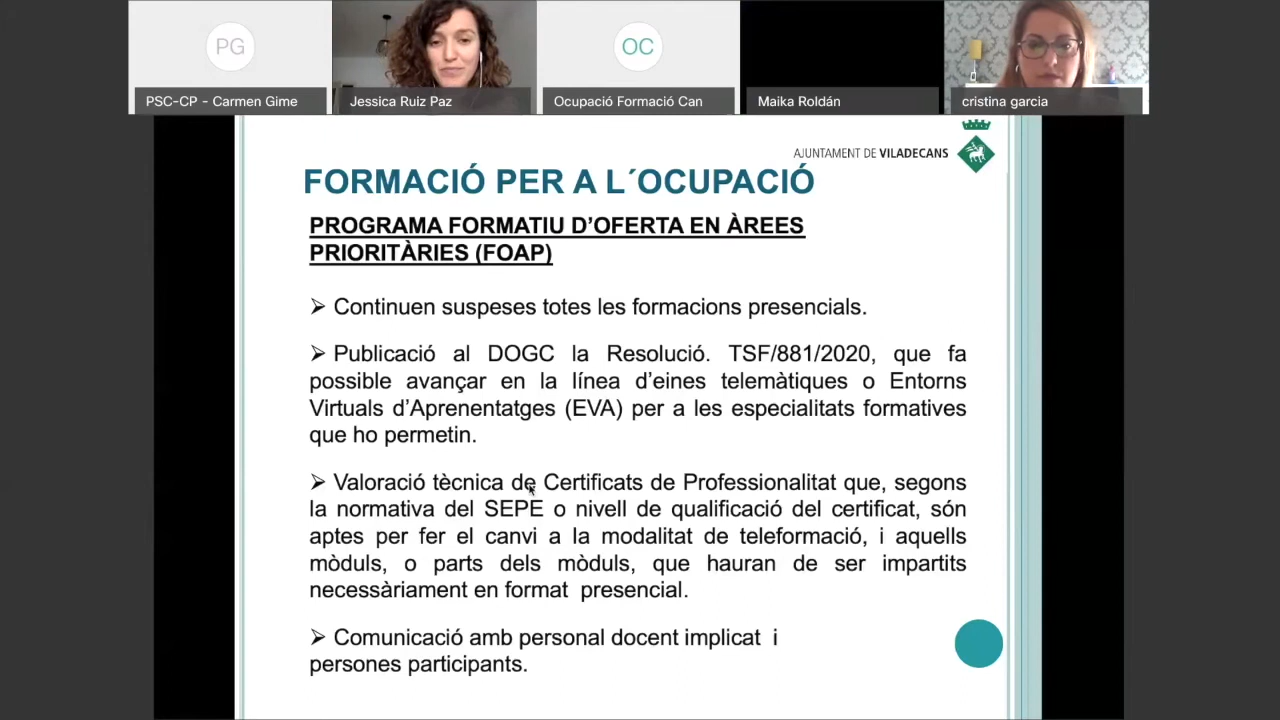 PG
OC
PSC-CP - Carmen Gime
Jessica Ruiz Paz
Ocupació Formació Can
Maika Roldán
cristina garcia
AJUNTAMENT DE VILADECANS
FORMACIÓ PER A L´OCUPACIÓ
PROGRAMA FORMATIU D’OFERTA EN ÀREES
PRIORITÀRIES (FOAP)
➢ Continuen suspeses totes les formacions presencials.
➢ Publicació al DOGC la Resolució. TSF/881/2020, que fa
possible avançar en la línea d’eines telemàtiques o Entorns
Virtuals d’Aprenentatges (EVA) per a les especialitats formatives
que ho permetin.
➢ Valoració tècnica de Certificats de Professionalitat que, segons
la normativa del SEPE o nivell de qualificació del certificat, són
aptes per fer el canvi a la modalitat de teleformació, i aquells
mòduls, o parts dels mòduls, que hauran de ser impartits
necessàriament en format presencial.
➢ Comunicació amb personal docent implicat i
persones participants.